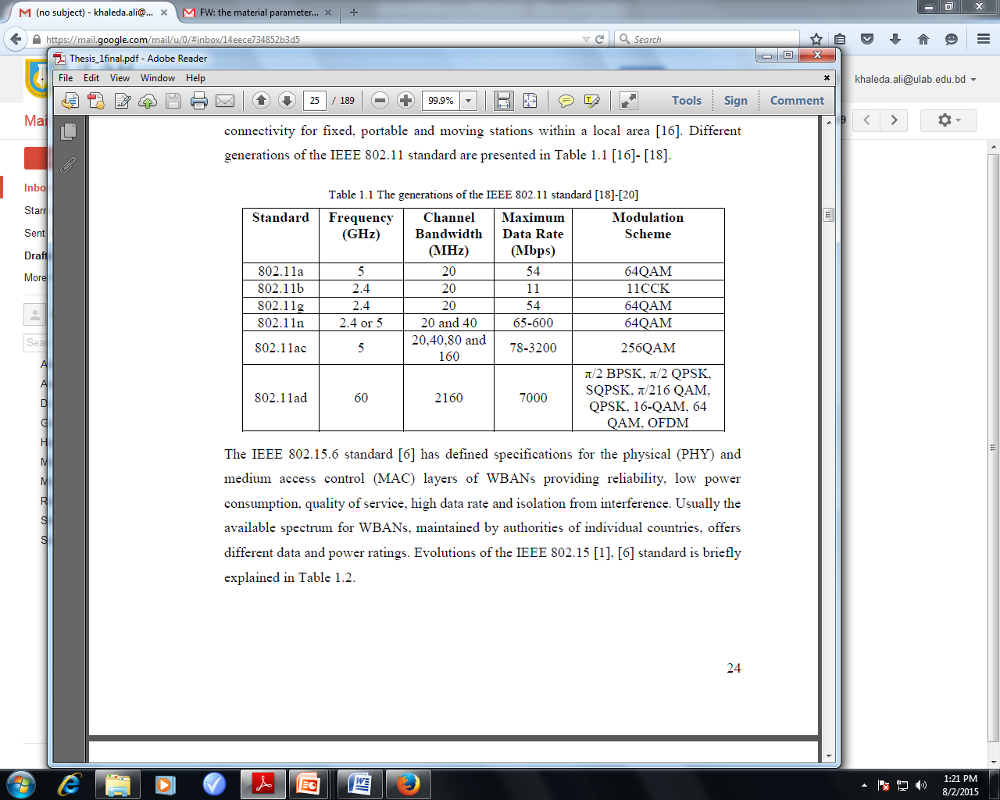 (no subject) - khaleda.ali@...
FW: the material parameter...
https://mail.google.com/mail/u/0/#inbox/14eece734852b3d5
Search
Thesis_1final.pdf - Adobe Reader
File Edit View Window Help
25 / 189 99.9% Tools Sign Comment
khaleda.ali@ulab.edu.bd
Mai
9
Inbo
Starr
Sent
Draft
More
Sear
A
A
D
G
H
M
M
R
S
S
connectivity for fixed, portable and moving stations within a local area [16]. Different
generations of the IEEE 802.11 standard are presented in Table 1.1 [16]- [18].
Table 1.1 The generations of the IEEE 802.11 standard [18]-[20]
Standard Frequency (GHz) Channel Bandwidth (MHz) Maximum Data Rate (Mbps) Modulation Scheme
802.11a 5 20 54 64QAM
802.11b 2.4 20 11 11CCK
802.11g 2.4 20 54 64QAM
802.11n 2.4 or 5 20 and 40 65-600 64QAM
802.11ac 5 20,40,80 and 160 78-3200 256QAM
802.11ad 60 2160 7000 π/2 BPSK, π/2 QPSK, SQPSK, π/216 QAM, QPSK, 16-QAM, 64 QAM, OFDM
The IEEE 802.15.6 standard [6] has defined specifications for the physical (PHY) and
medium access control (MAC) layers of WBANs providing reliability, low power
consumption, quality of service, high data rate and isolation from interference. Usually the
available spectrum for WBANs, maintained by authorities of individual countries, offers
different data and power ratings. Evolutions of the IEEE 802.15 [1], [6] standard is briefly
explained in Table 1.2.
24
1:21 PM
8/2/2015